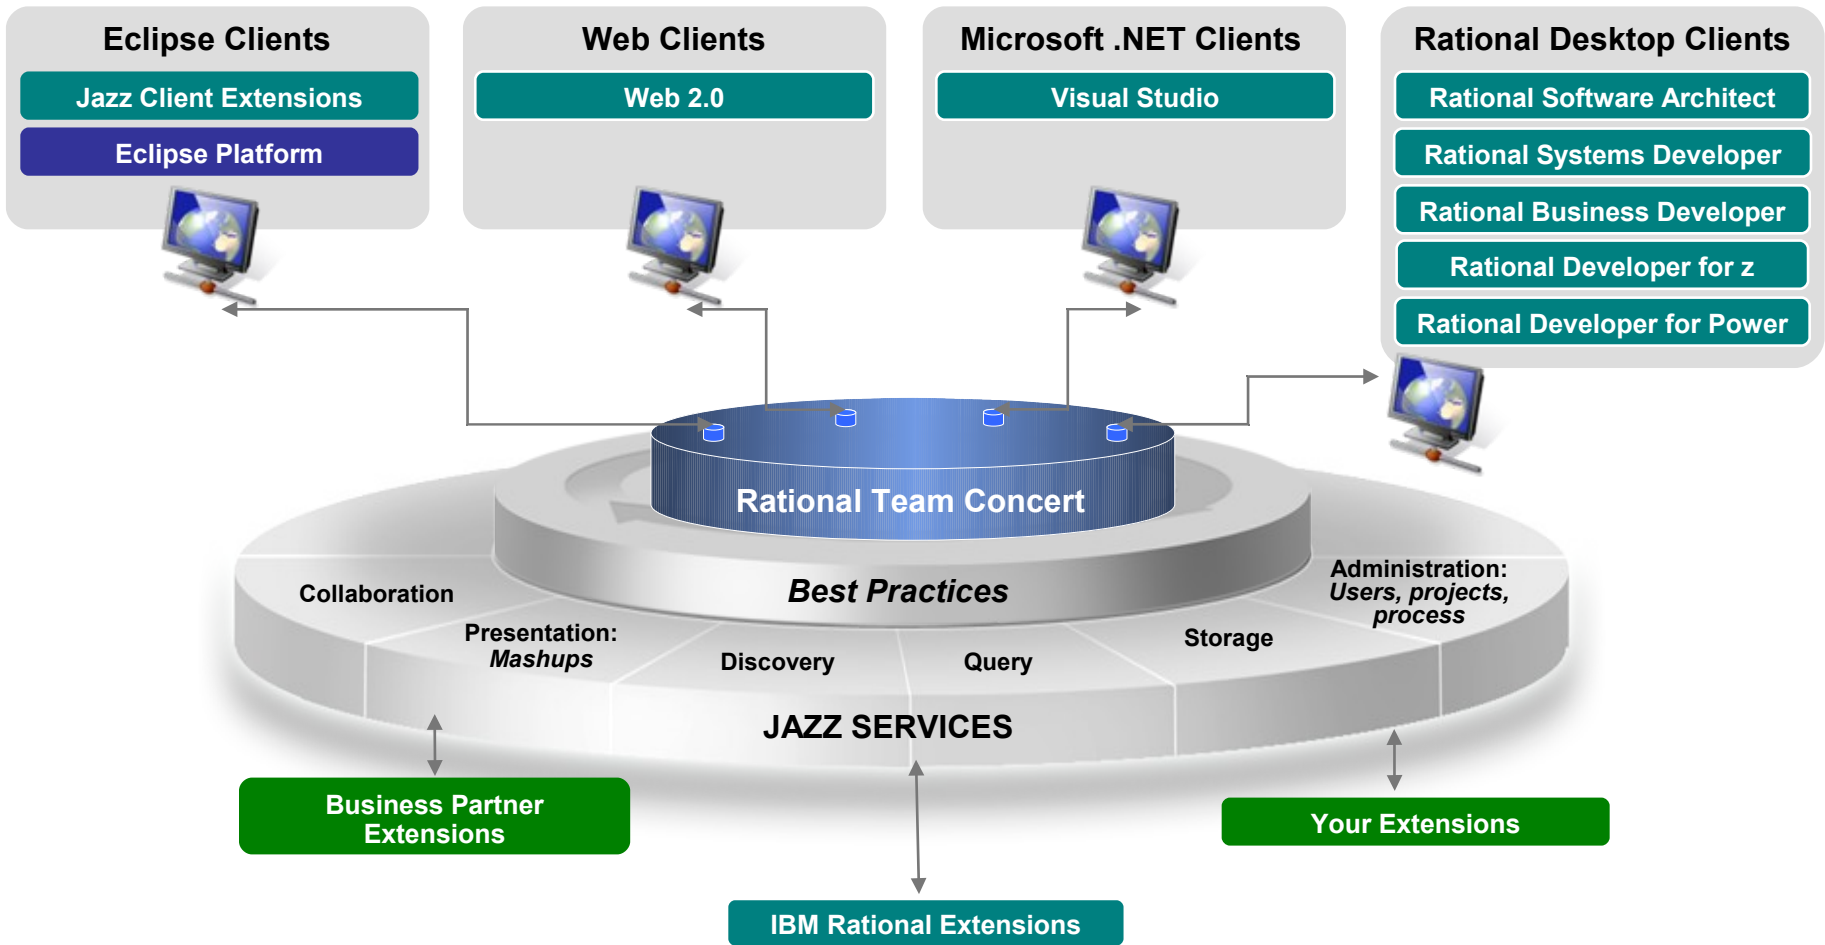 Eclipse Clients
Jazz Client Extensions
Eclipse Platform
Web Clients
Web 2.0
Microsoft .NET Clients
Visual Studio
Rational Desktop Clients
Rational Software Architect
Rational Systems Developer
Rational Business Developer
Rational Developer for z
Rational Developer for Power
Rational Team Concert
Best Practices
Collaboration
Presentation:
Mashups
Discovery
Query
Storage
Administration:
Users, projects,
process
JAZZ SERVICES
Business Partner
Extensions
IBM Rational Extensions
Your Extensions